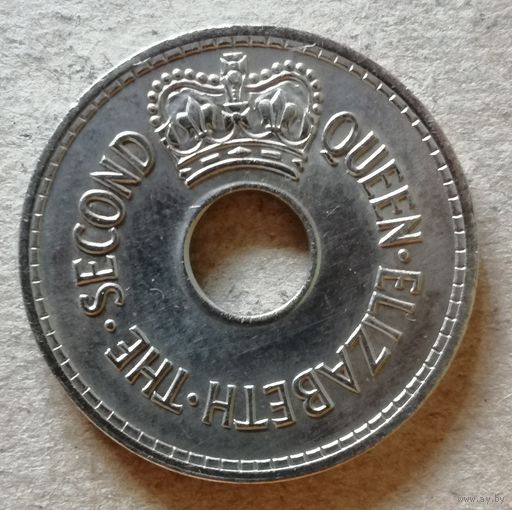 QUEEN · ELIZABETH · THE · SECOND
www.ay.by